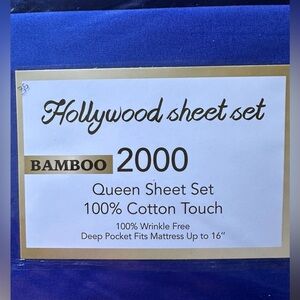 Hollywood sheet set
BAMBOO 2000
Queen Sheet Set
100% Cotton Touch
100% Wrinkle Free
Deep Pocket Fits Mattress Up to 16"